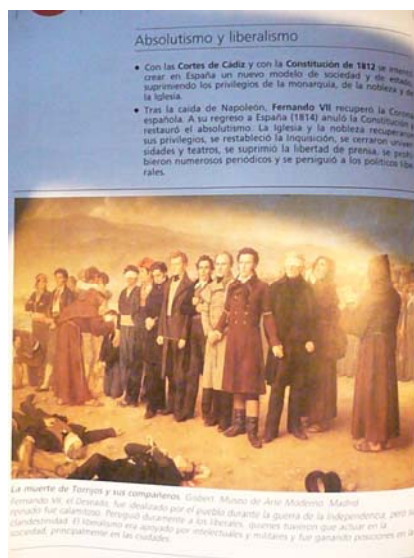 Absolutismo y liberalismo
• Con las Cortes de Cádiz y con la Constitución de 1812 se
crear en España un nuevo modelo de sociedad y de
suprimiendo los privilegios de la monarquía, de la nobleza y de
la Iglesia.
• Tras la caída de Napoleón, Fernando VII recuperó la Corona
española. A su regreso a España (1814) anuló la Constitución y
restauró el absolutismo. La Iglesia y la nobleza
sus privilegios, se restableció la Inquisición, se cerraron
sidades y teatros, se suprimió la libertad de prensa, se
bieron numerosos periódicos y se persiguió a los políticos
rales.
La muerte de Torrijos y sus compañeros. Gisbert. Museo de Arte Moderno. Madrid
Fernando VII, el Deseado, fue idealizado por el pueblo durante la guerra de la Independencia, pero su
reinado fue calamitoso. Persiguió duramente a los liberales, quienes tuvieron que actuar en la
clandestinidad. El liberalismo era apoyado por intelectuales y militares y fue ganando posiciones en la
sociedad, principalmente en las ciudades.